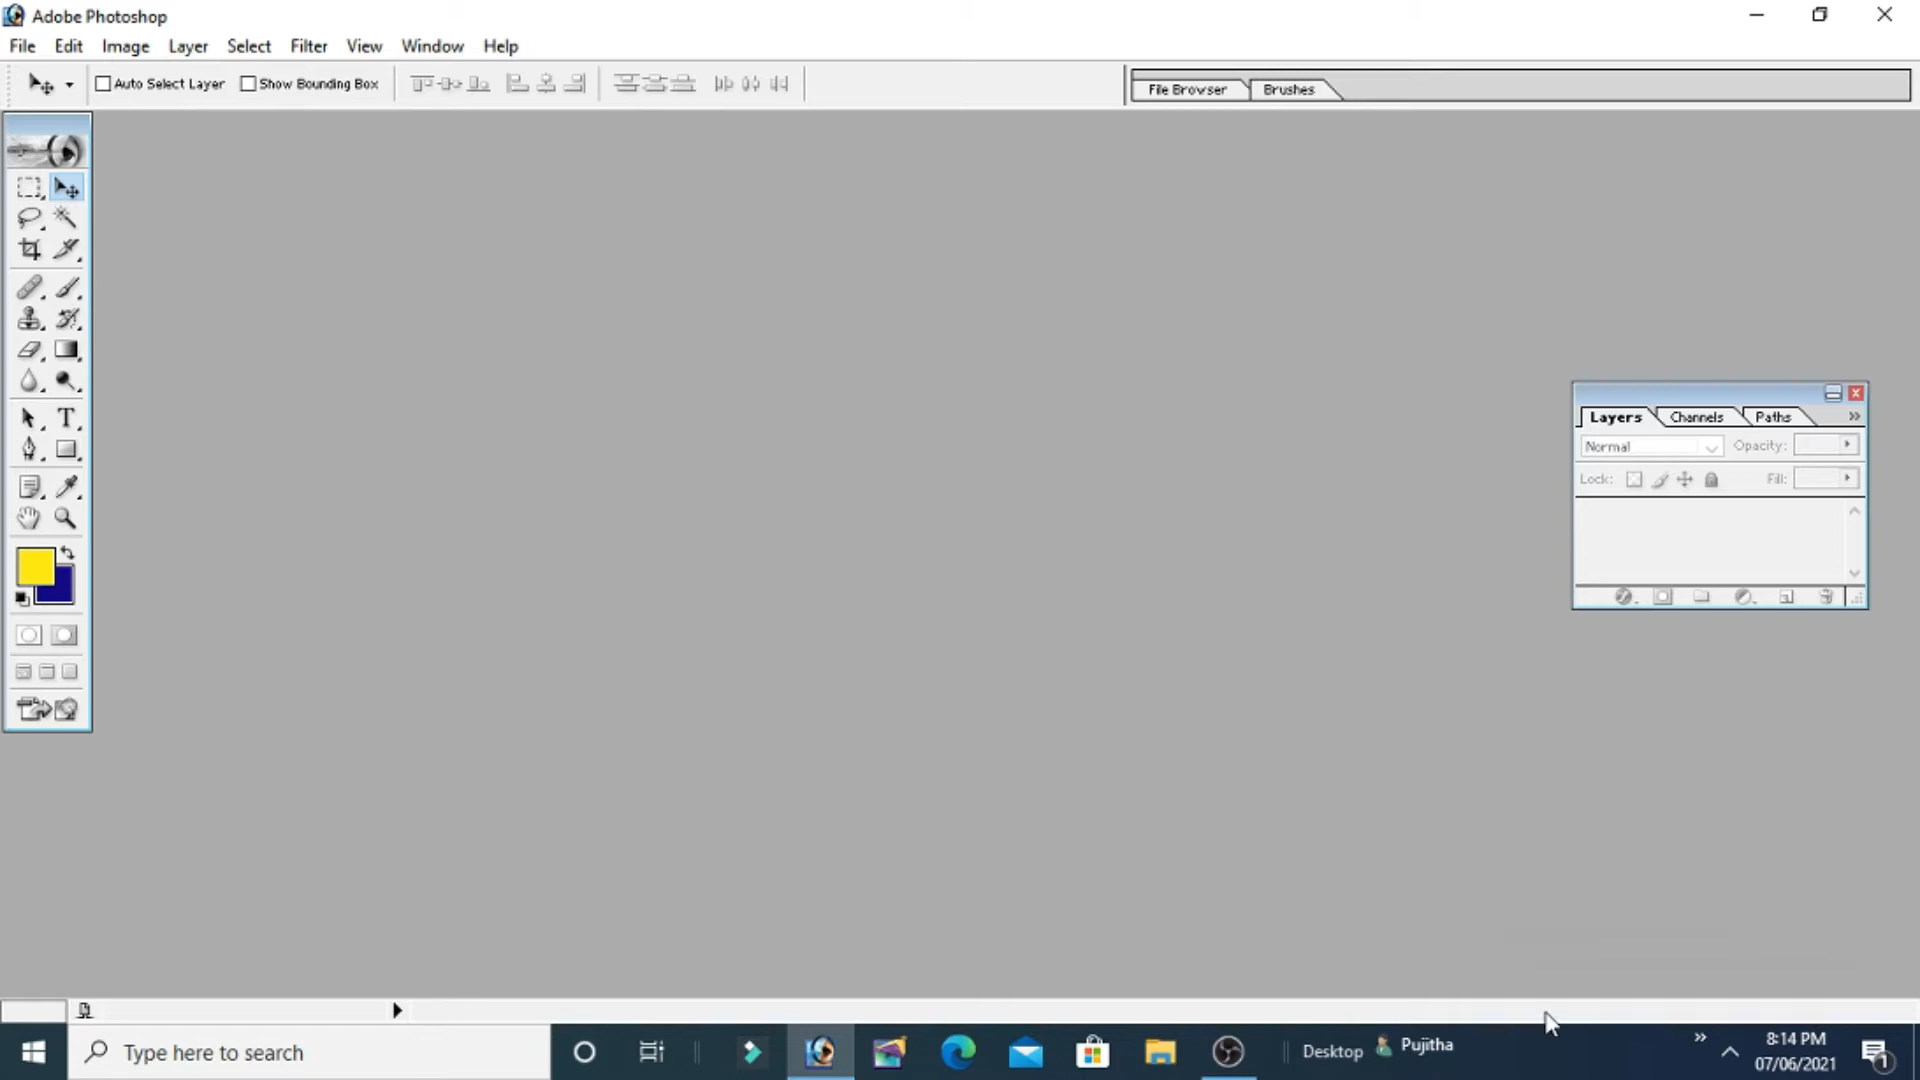 Adobe Photoshop
File Edit Image Layer Select Filter View Window Help
Auto Select Layer Show Bounding Box
File Browser Brushes
T
Layers Channels Paths
Normal Opacity:
Lock: Fill:
Type here to search
Desktop
Pujitha
8:14 PM
07/06/2021
1